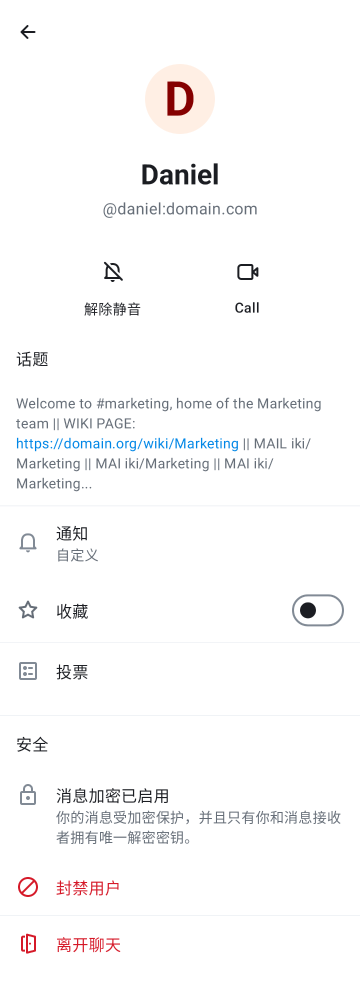 D
Daniel
@daniel:domain.com
解除静音
Call
话题
Welcome to #marketing, home of the Marketing
team || WIKI PAGE:
https://domain.org/wiki/Marketing || MAIL iki/
Marketing || MAI iki/Marketing || MAI iki/
Marketing...
通知
自定义
收藏
投票
安全
消息加密已启用
你的消息受加密保护，并且只有你和消息接收
者拥有唯一解密密钥。
封禁用户
离开聊天